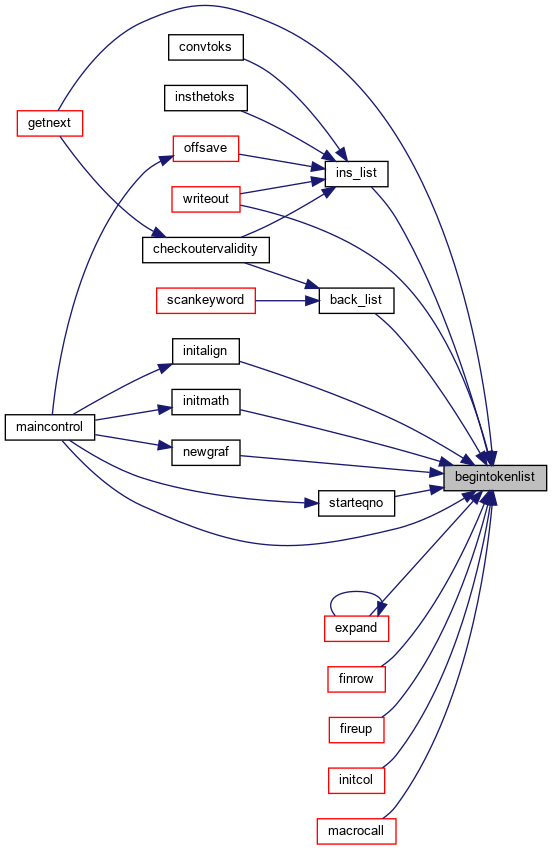 convtoks
insthetoks
getnext
offsave
ins_list
writeout
checkoutervalidity
scankeyword
back_list
initalign
initmath
maincontrol
newgraf
begintokenlist
starteqno
expand
finrow
fireup
initcol
macrocall